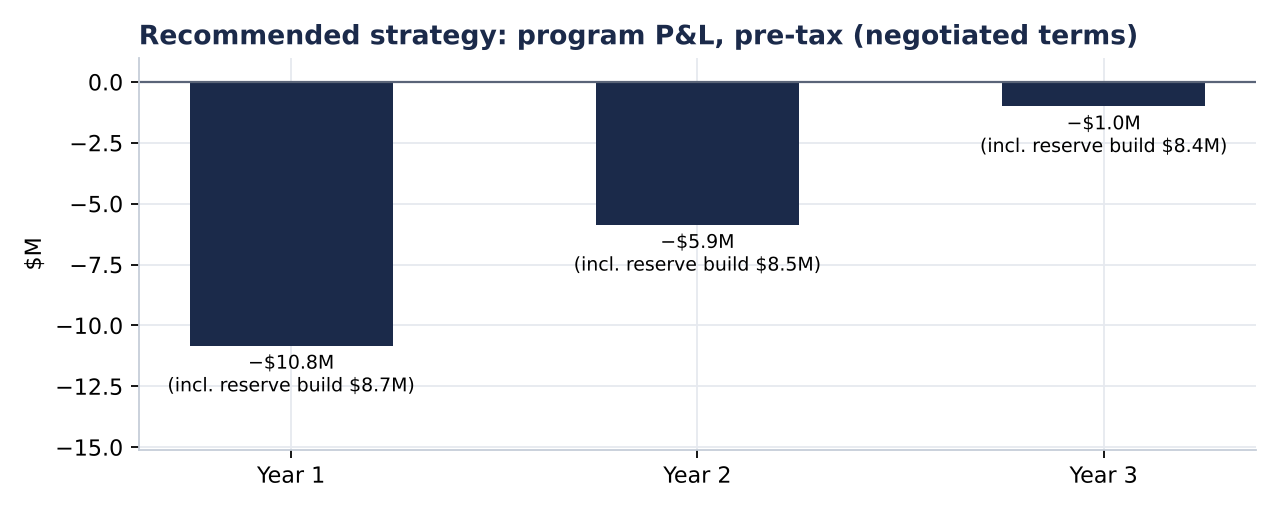 Recommended strategy: program P&L, pre-tax (negotiated terms)
$M
0.0
−2.5
−5.0
−7.5
−10.0
−12.5
−15.0
−$10.8M
(incl. reserve build $8.7M)
−$5.9M
(incl. reserve build $8.5M)
−$1.0M
(incl. reserve build $8.4M)
Year 1
Year 2
Year 3